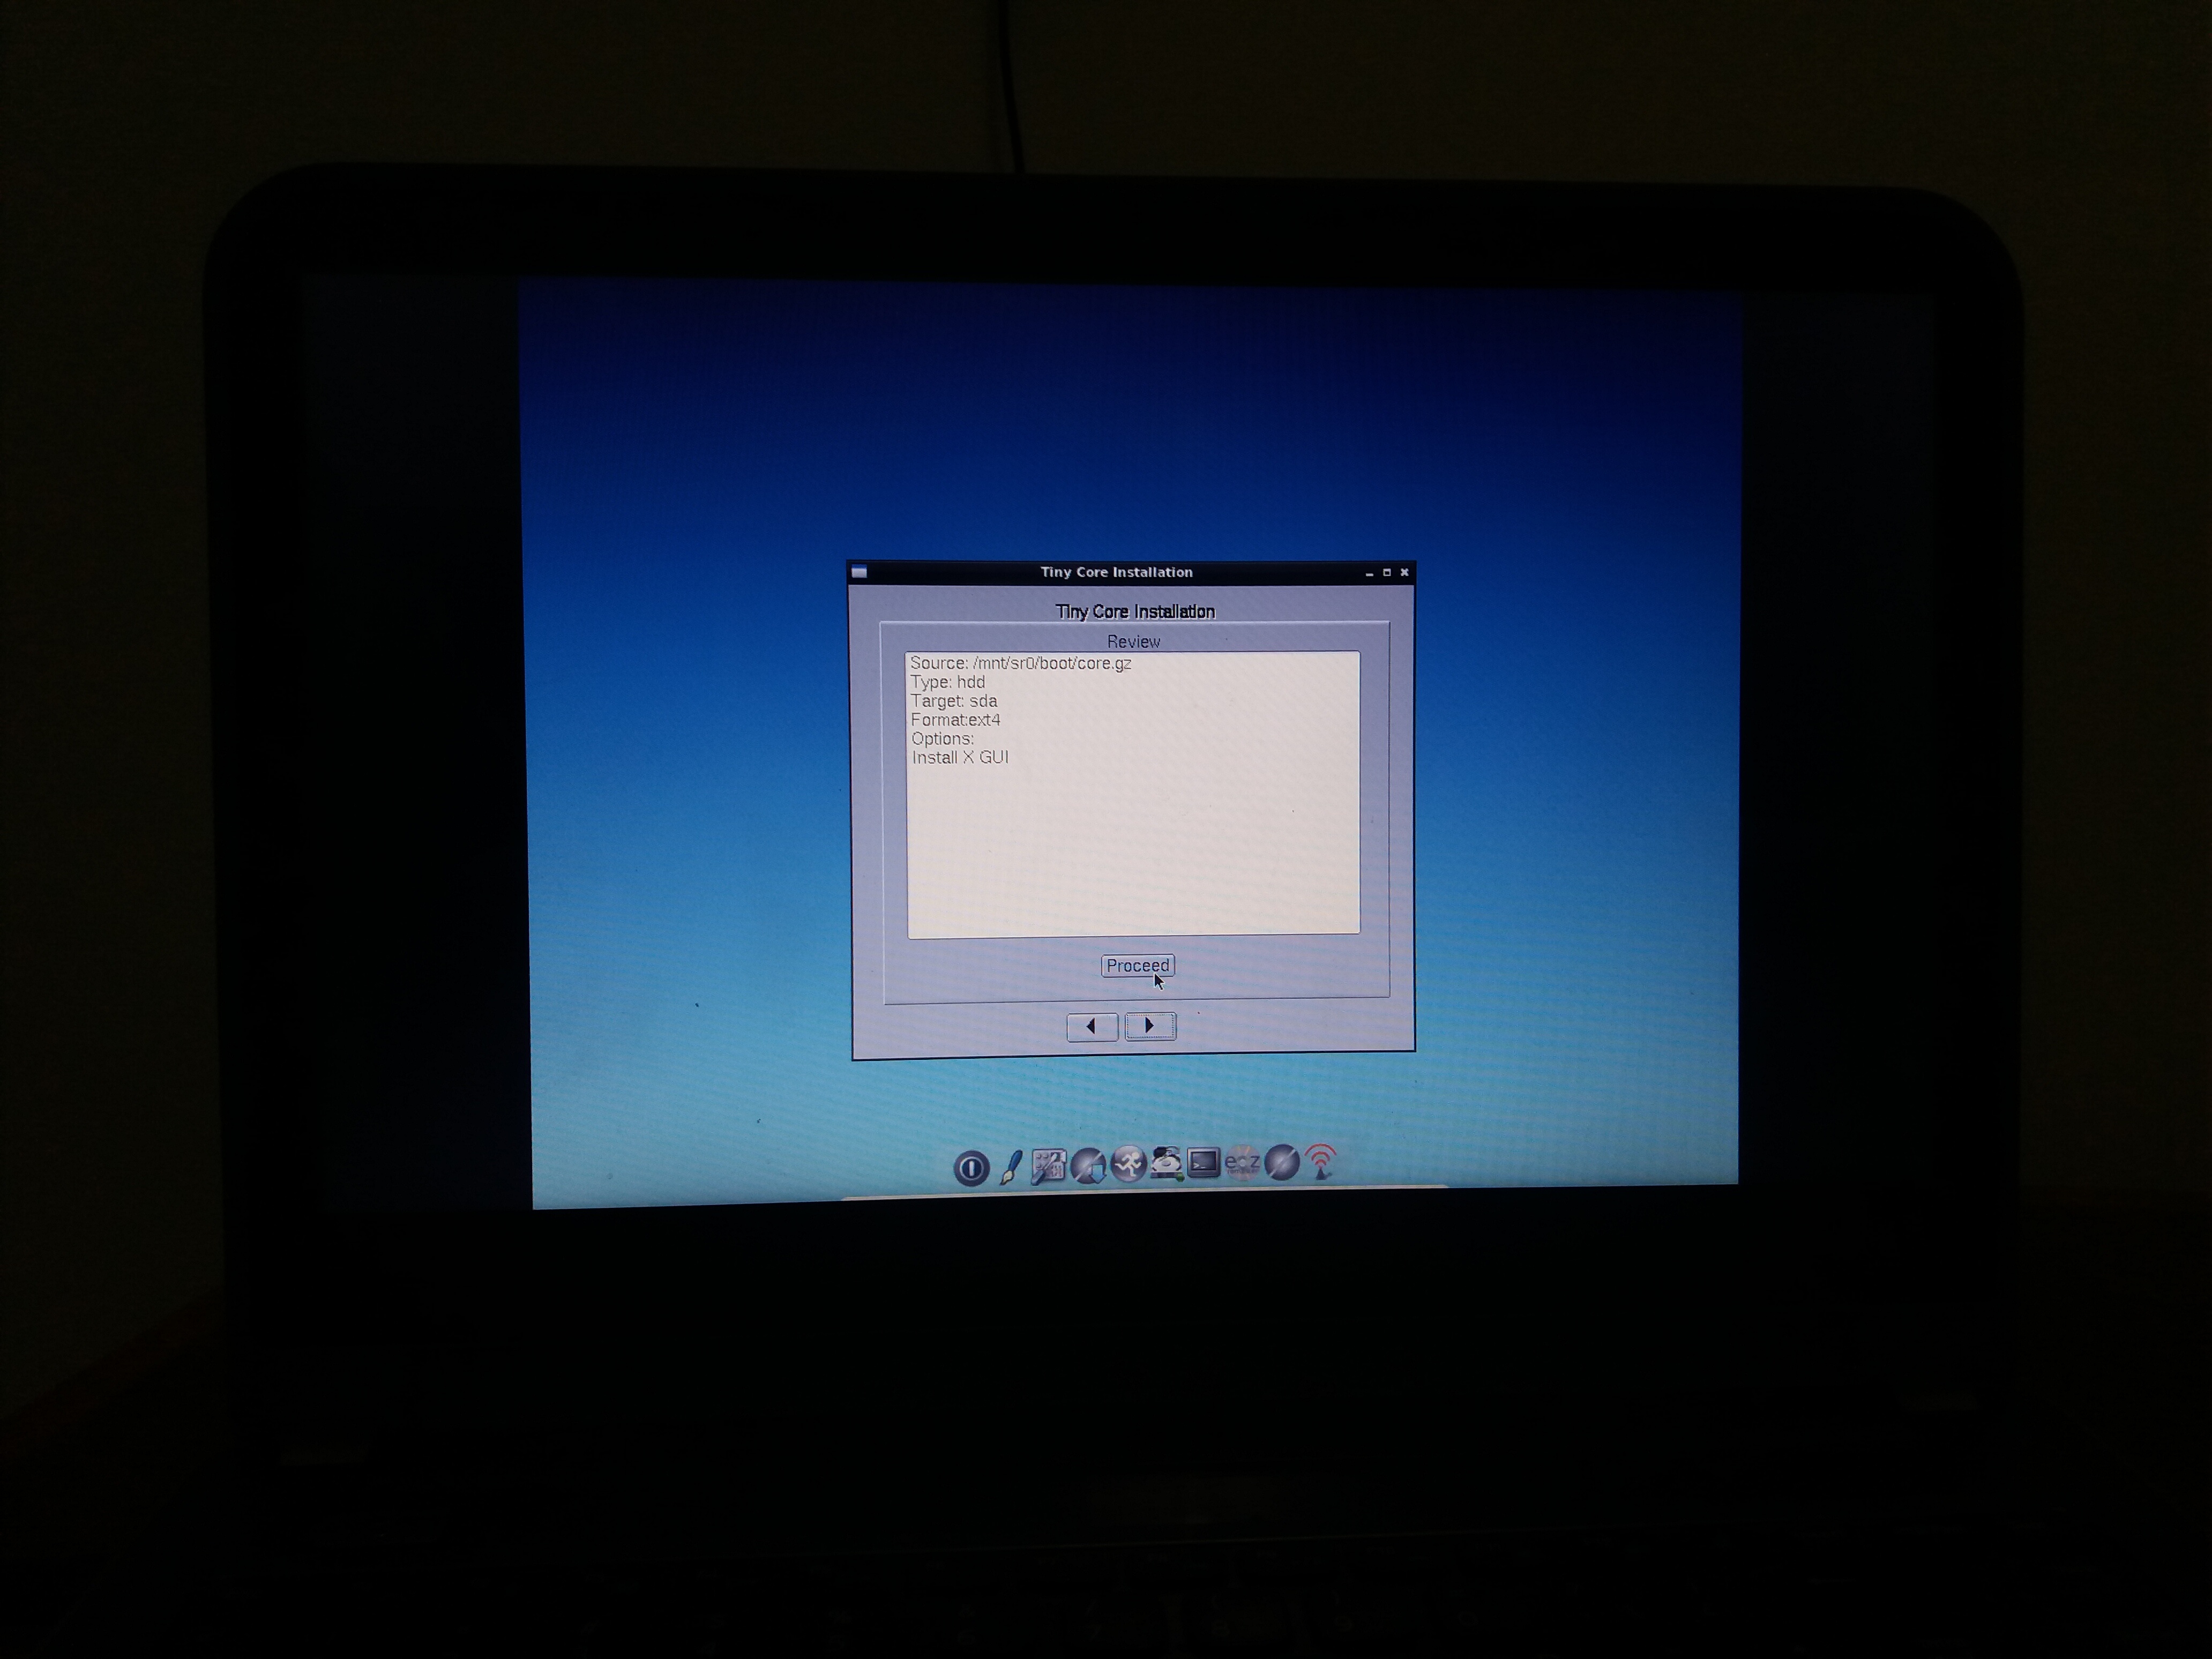 Tiny Core Installation
Tiny Core Installation
Review
Source: /mnt/sr0/boot/core.gz
Type: hdd
Target: sda
Format:ext4
Options:
Install X GUI
Proceed